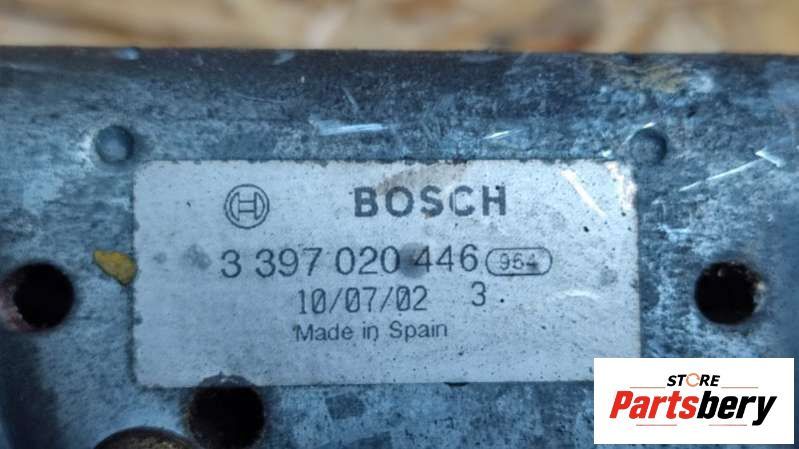 BOSCH
3 397 020 446 964
10/07/02 3
Made in Spain
STORE
Partsbery